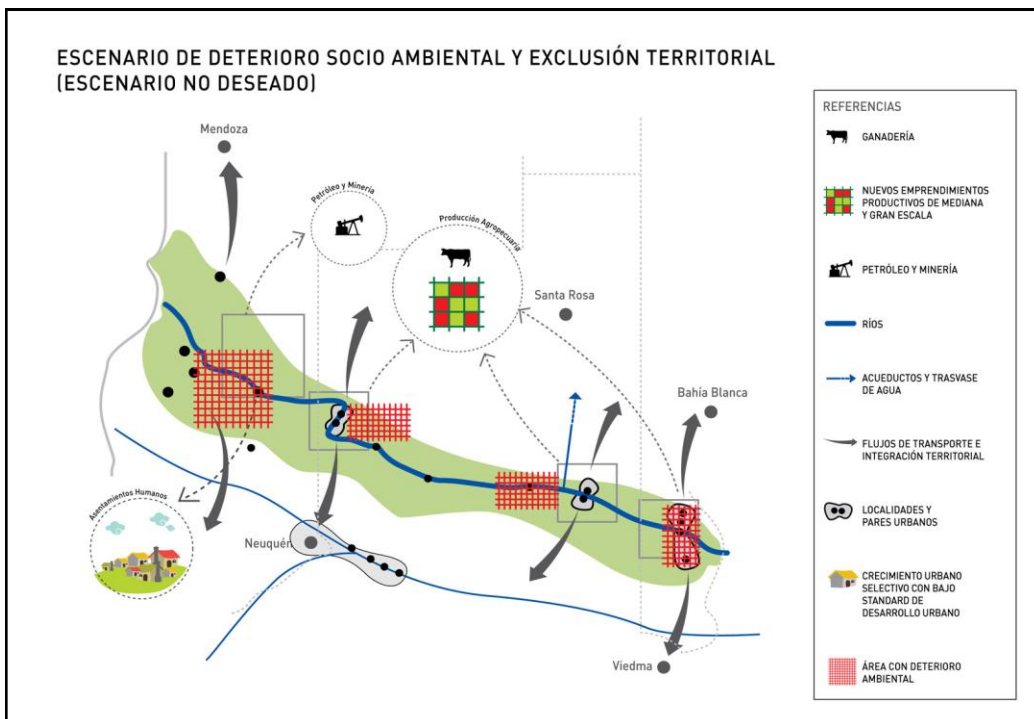 ESCENARIO DE DETERIORO SOCIO AMBIENTAL Y EXCLUSIÓN TERRITORIAL
(ESCENARIO NO DESEADO)
Mendoza
Petróleo y Minería
Producción Agropecuaria
Santa Rosa
Bahía Blanca
Asentamientos Humanos
Neuquén
Viedma
REFERENCIAS
GANADERÍA
NUEVOS EMPRENDIMIENTOS
PRODUCTIVOS DE MEDIANA
Y GRAN ESCALA
PETRÓLEO Y MINERÍA
RÍOS
ACUEDUCTOS Y TRASVASE
DE AGUA
FLUJOS DE TRANSPORTE E
INTEGRACIÓN TERRITORIAL
LOCALIDADES Y
PARES URBANOS
CRECIMIENTO URBANO
SELECTIVO CON BAJO
STANDARD DE
DESARROLLO URBANO
ÁREA CON DETERIORO
AMBIENTAL